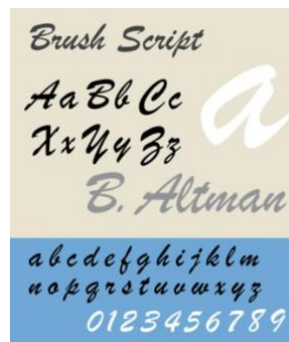 Brush Script
Aa Bb Cc
a
Xx Yy Zz
B. Altman
abcdefghijklm
nopqrstuvwxyz
0123456789